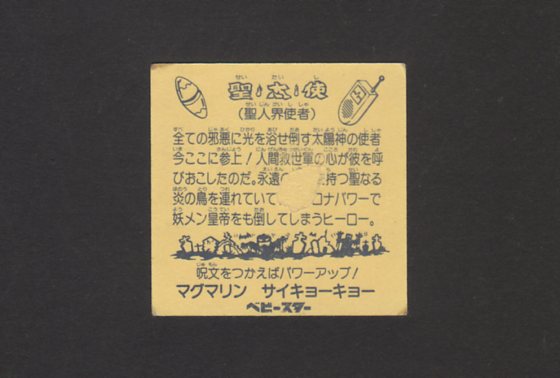 聖・太・使
(聖人界使者)
全ての邪悪に光を浴せ倒す太陽神の使者
今ここに参上!人間救世軍の心が彼を呼
びおこしたのだ。永遠の 持つ聖なる
炎の鳥を連れていて ロナパワーで
妖メン皇帝をも倒してしまうヒーロー。
呪文をつかえばパワーアップ!
マグマリン サイキョーキョー
ベビースター